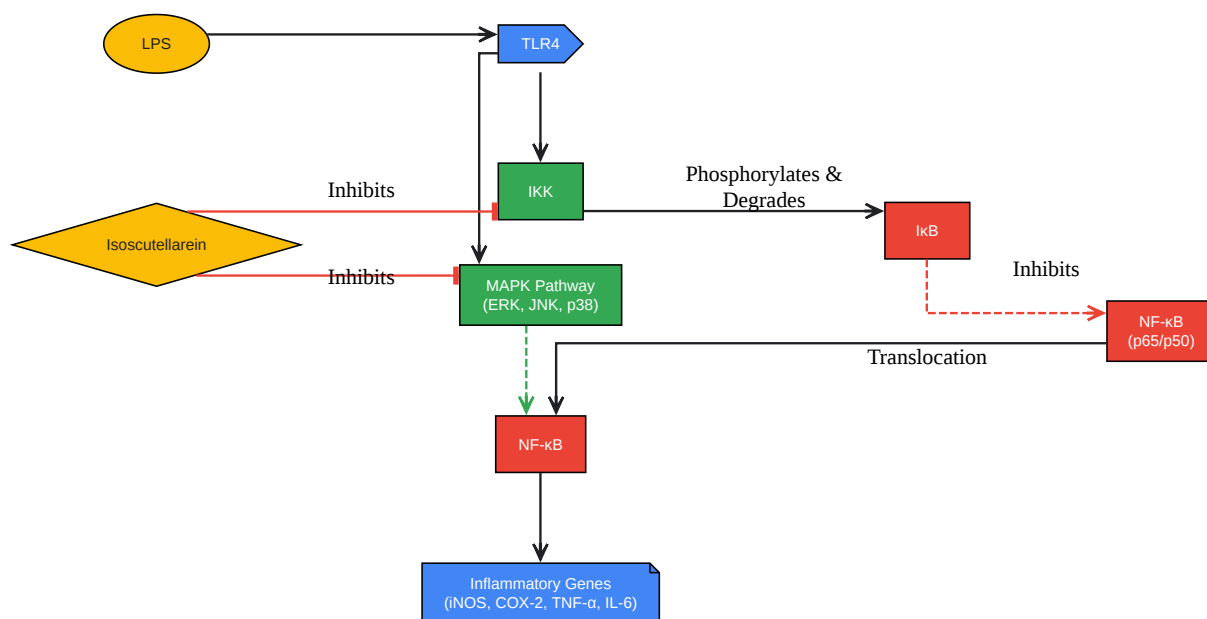 LPS
TLR4
IKK
Inhibits
Phosphorylates &
Degrades
IκB
Isoscutellarein
Inhibits
MAPK Pathway
(ERK, JNK, p38)
Inhibits
NF-κB
(p65/p50)
Translocation
NF-κB
Inflammatory Genes
(iNOS, COX-2, TNF-α, IL-6)